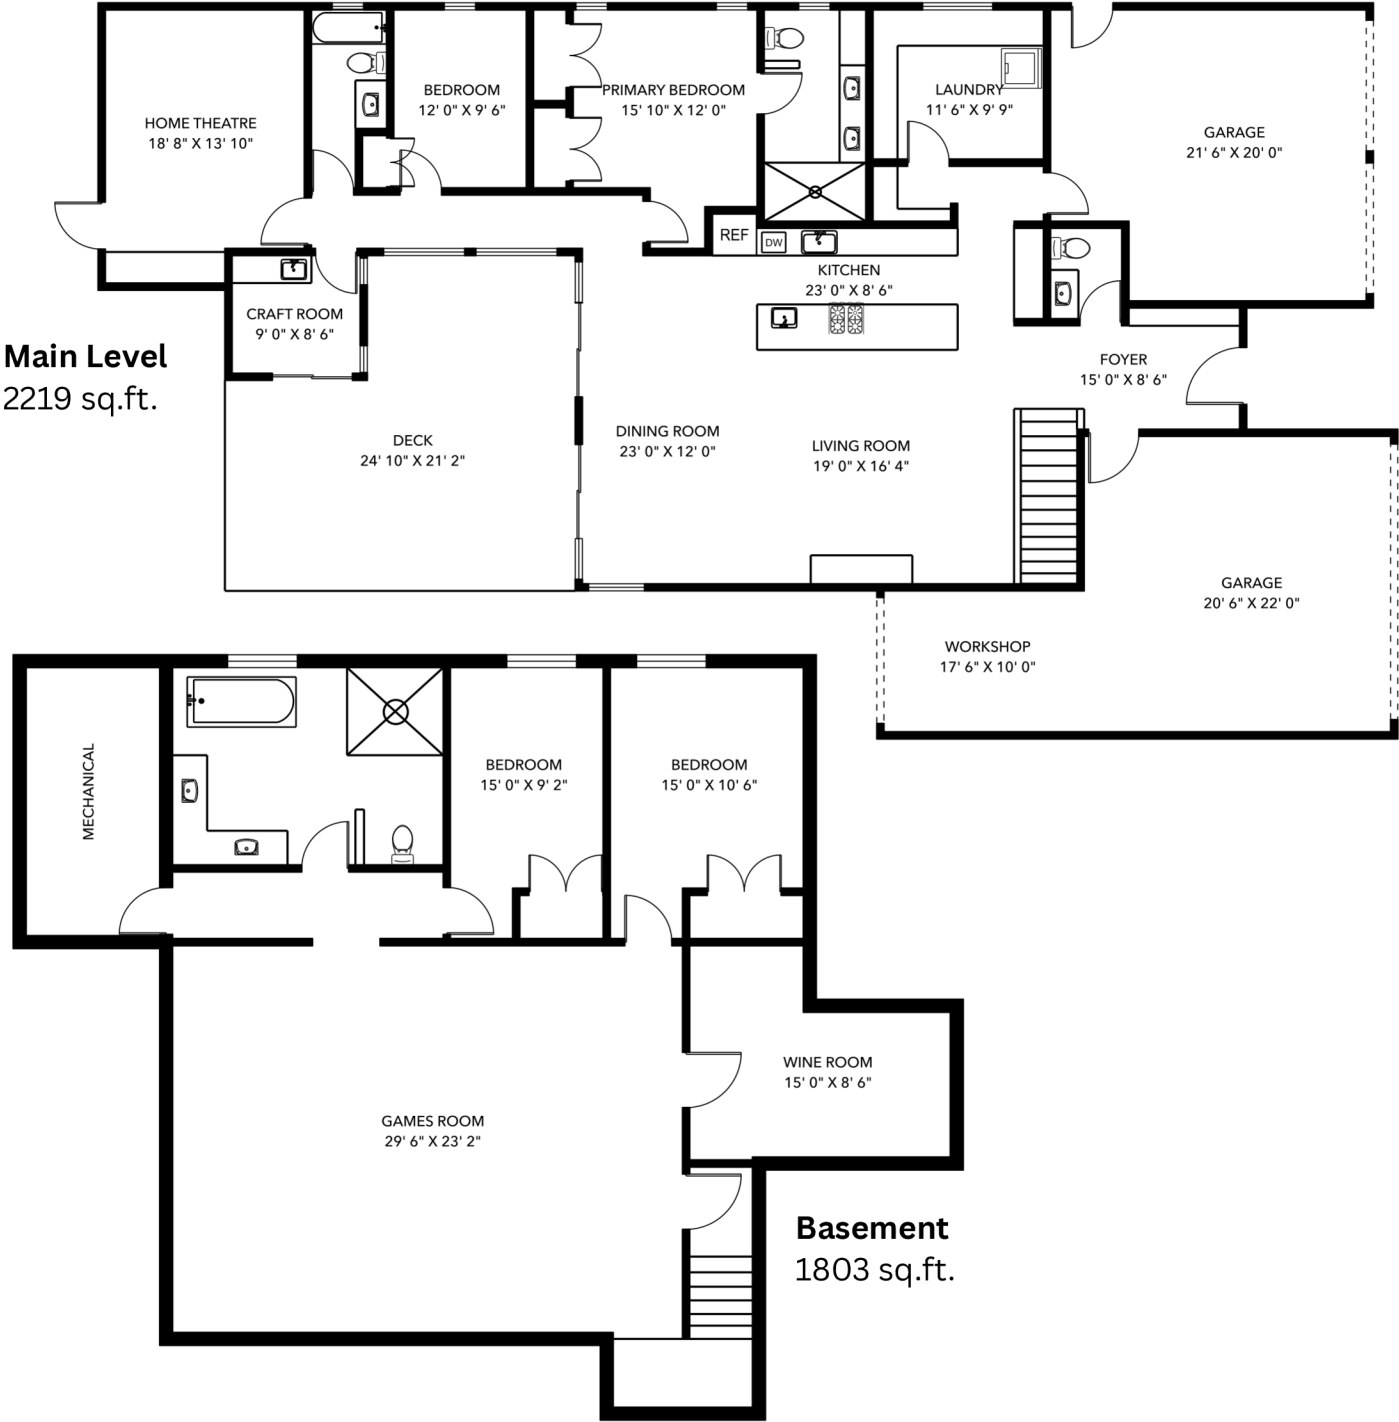 HOME THEATRE
18' 8" X 13' 10"
BEDROOM
12' 0" X 9' 6"
PRIMARY BEDROOM
15' 10" X 12' 0"
LAUNDRY
11' 6" X 9' 9"
GARAGE
21' 6" X 20' 0"
REF
DW
KITCHEN
23' 0" X 8' 6"
CRAFT ROOM
9' 0" X 8' 6"
Main Level
2219 sq.ft.
FOYER
15' 0" X 8' 6"
DECK
24' 10" X 21' 2"
DINING ROOM
23' 0" X 12' 0"
LIVING ROOM
19' 0" X 16' 4"
GARAGE
20' 6" X 22' 0"
WORKSHOP
17' 6" X 10' 0"
MECHANICAL
BEDROOM
15' 0" X 9' 2"
BEDROOM
15' 0" X 10' 6"
WINE ROOM
15' 0" X 8' 6"
GAMES ROOM
29' 6" X 23' 2"
Basement
1803 sq.ft.